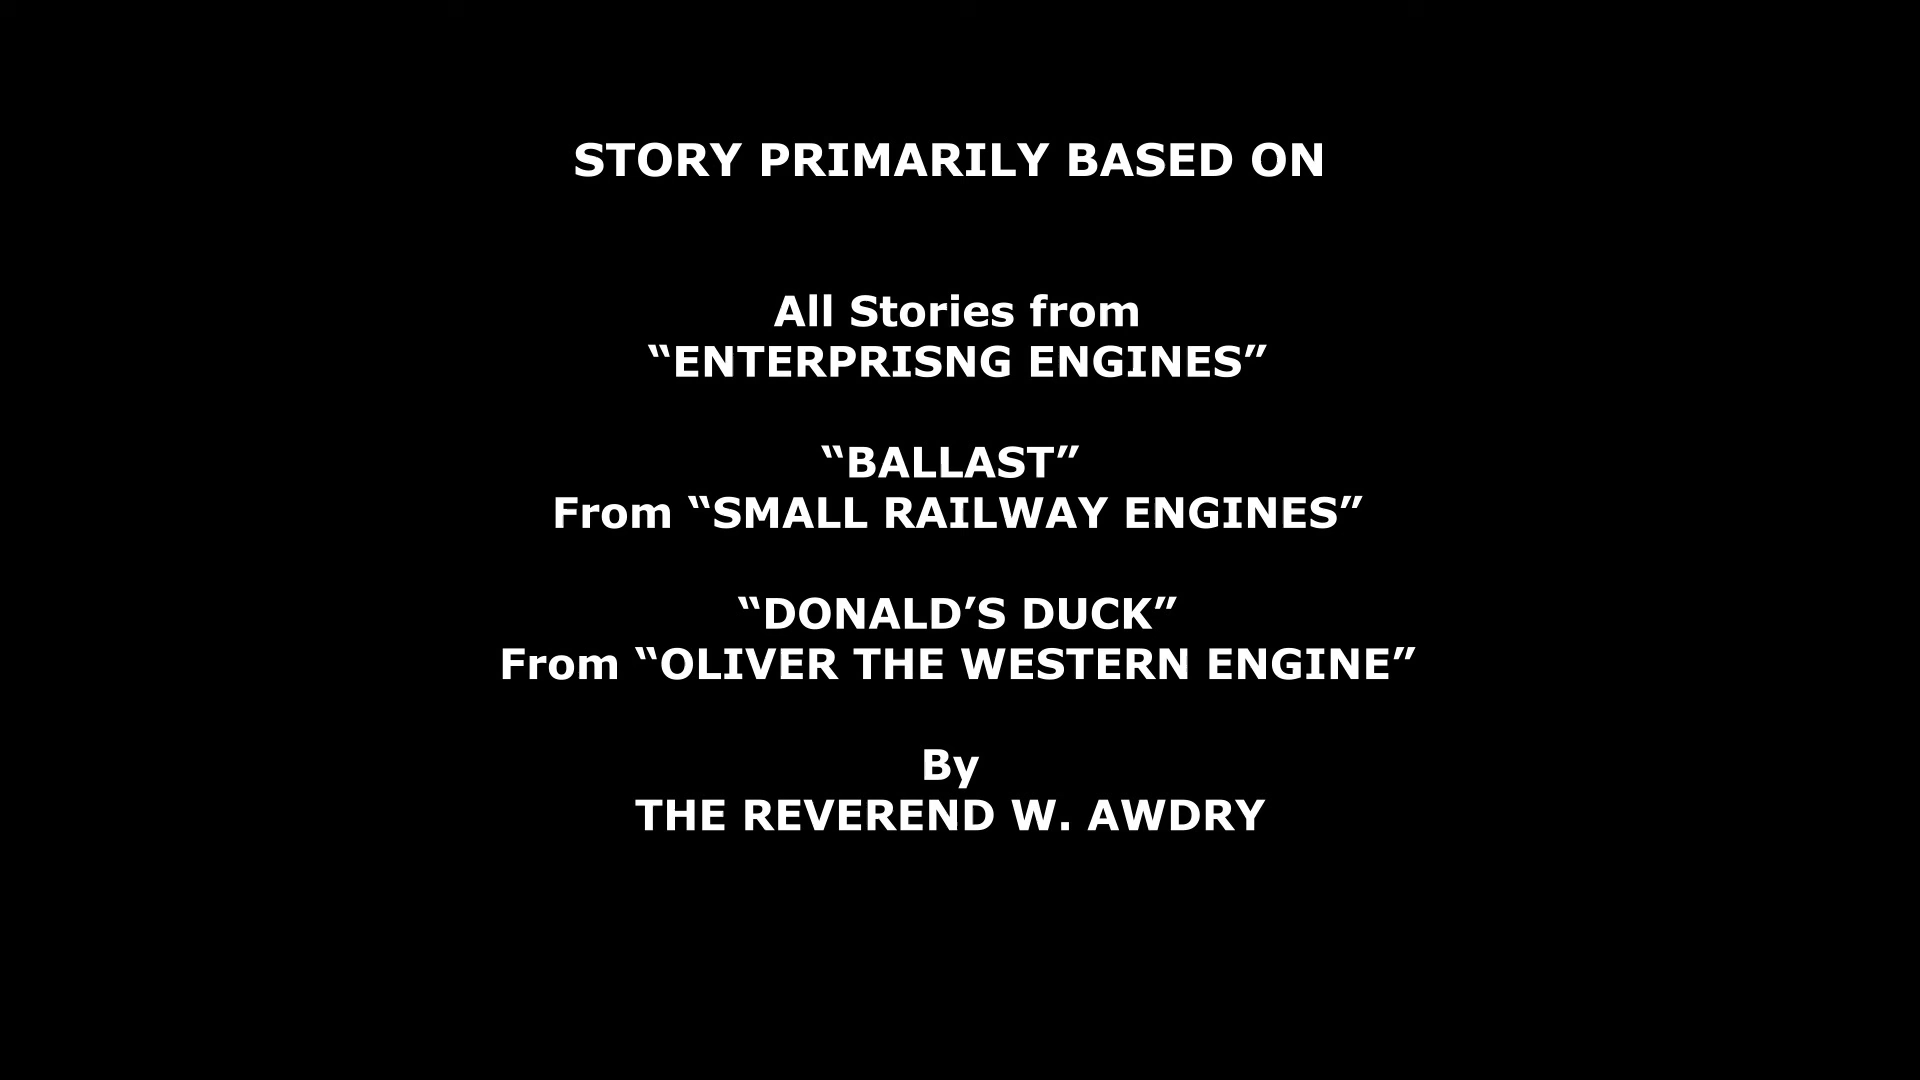 STORY PRIMARILY BASED ON
All Stories from
“ENTERPRISNG ENGINES”
“BALLAST”
From “SMALL RAILWAY ENGINES”
“DONALD’S DUCK”
From “OLIVER THE WESTERN ENGINE”
By
THE REVEREND W. AWDRY